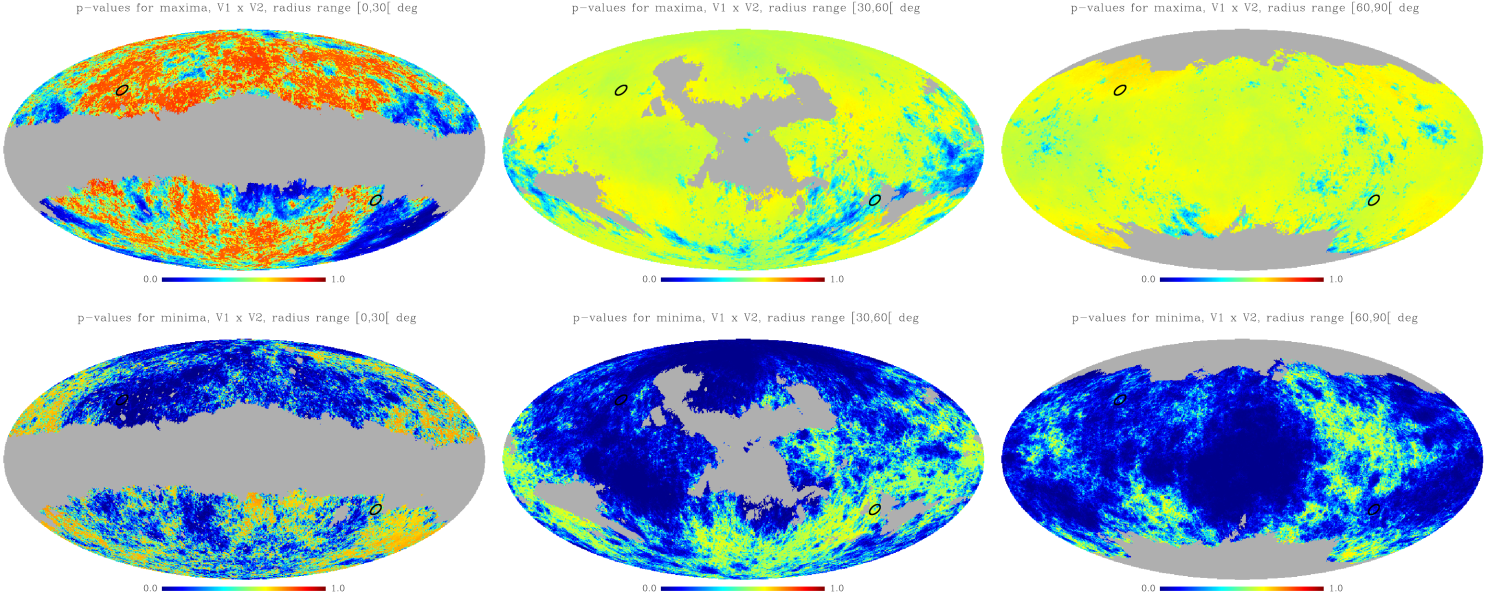 p-values for maxima, V1 x V2, radius range [0,30[ deg
p-values for maxima, V1 x V2, radius range [30,60[ deg
p-values for maxima, V1 x V2, radius range [60,90[ deg
0.0 1.0
0.0 1.0
0.0 1.0
p-values for minima, V1 x V2, radius range [0,30[ deg
p-values for minima, V1 x V2, radius range [30,60[ deg
p-values for minima, V1 x V2, radius range [60,90[ deg
0.0 1.0
0.0 1.0
0.0 1.0